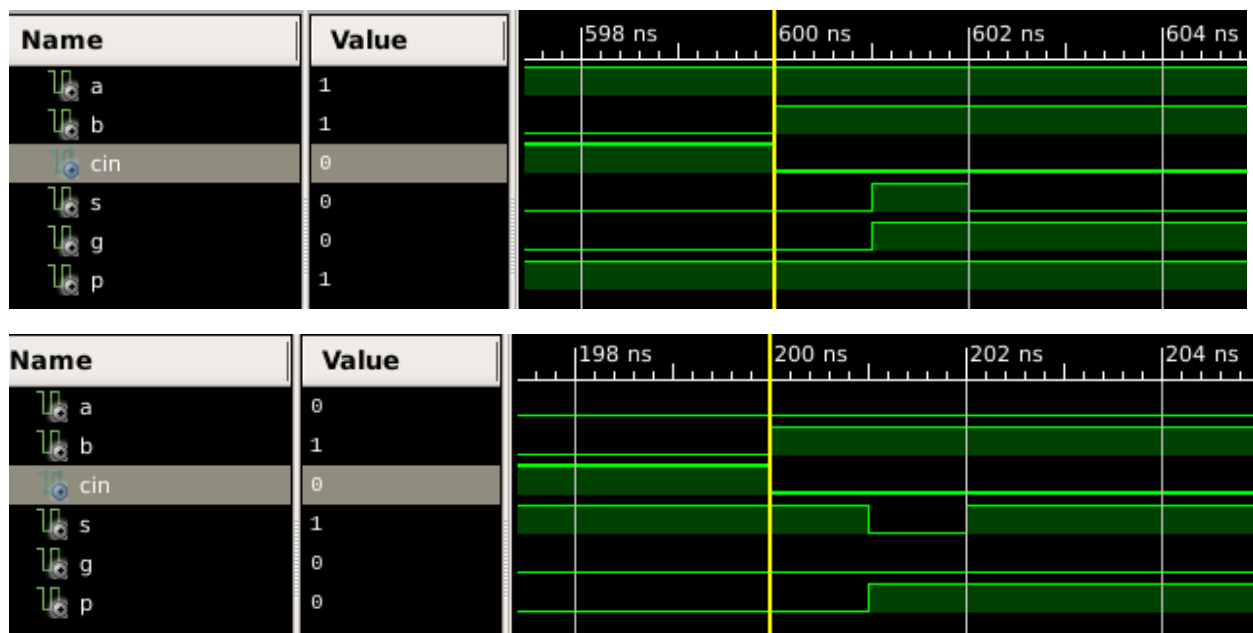 Name Value 598 ns 600 ns 602 ns 604 ns
a 1
b 1
cin 0
s 0
g 0
p 1
Name Value 198 ns 200 ns 202 ns 204 ns
a 0
b 1
cin 0
s 1
g 0
p 0